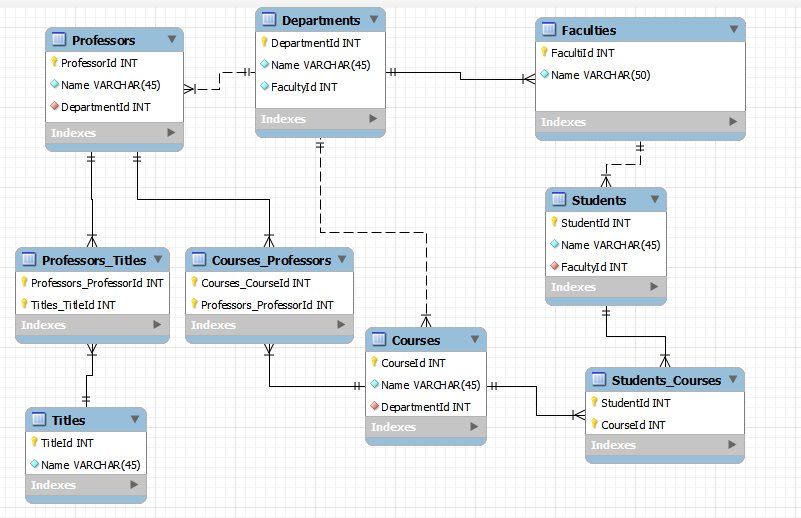 Professors
ProfessorId INT
Name VARCHAR(45)
DepartmentId INT
Indexes
Departments
DepartmentId INT
Name VARCHAR(45)
FacultyId INT
Indexes
Faculties
FacultiId INT
Name VARCHAR(50)
Indexes
Students
StudentId INT
Name VARCHAR(45)
FacultyId INT
Indexes
Professors_Titles
Professors_ProfessorId INT
Titles_TitleId INT
Indexes
Courses_Professors
Courses_CourseId INT
Professors_ProfessorId INT
Indexes
Courses
CourseId INT
Name VARCHAR(45)
DepartmentId INT
Indexes
Students_Courses
StudentId INT
CourseId INT
Indexes
Titles
TitleId INT
Name VARCHAR(45)
Indexes